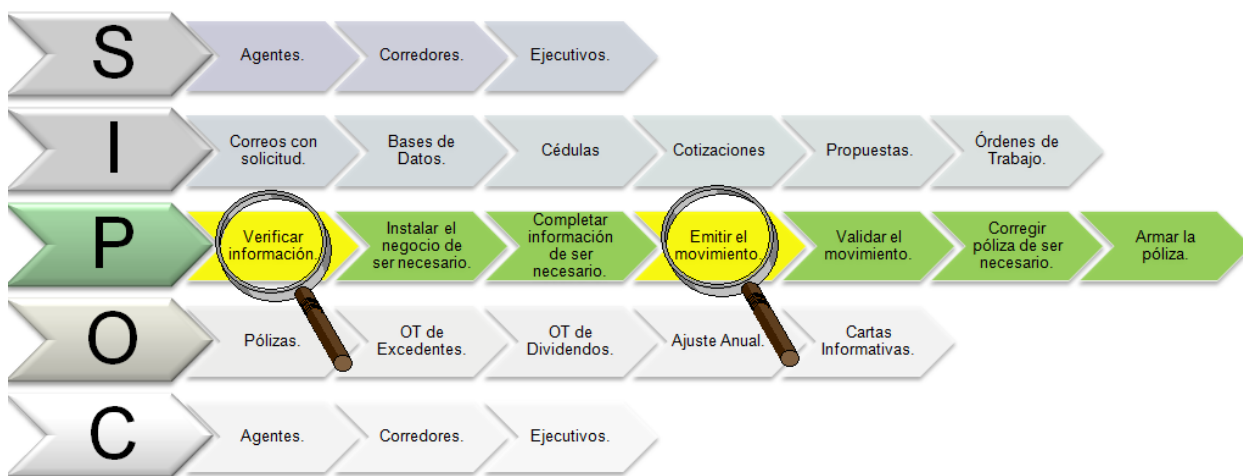 S
Agentes.
Corredores.
Ejecutivos.
I
Correos con
solicitud.
Bases de
Datos.
Cédulas
Cotizaciones
Propuestas.
Órdenes de
Trabajo.
P
Verificar
información.
Instalar el
negocio de
ser necesario.
Completar
información
de ser
necesario.
Emitir el
movimiento.
Validar el
movimiento.
Corregir
póliza de ser
necesario.
Armar la
póliza.
O
Pólizas.
OT de
Excedentes.
OT de
Dividendos.
Ajuste Anual.
Cartas
Informativas.
C
Agentes.
Corredores.
Ejecutivos.